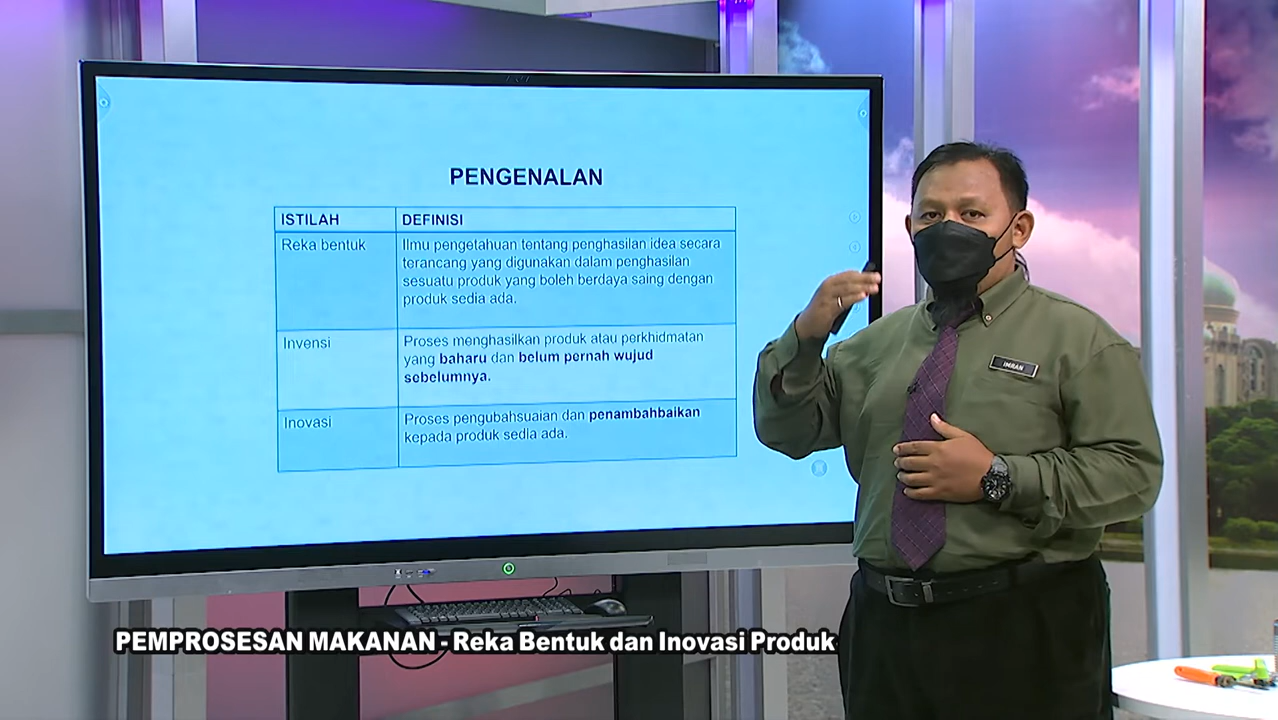 PENGENALAN
ISTILAH DEFINISI
Reka bentuk Ilmu pengetahuan tentang penghasilan idea secara
terancang yang digunakan dalam penghasilan
sesuatu produk yang boleh berdaya saing dengan
produk sedia ada.
Invensi Proses menghasilkan produk atau perkhidmatan
yang baharu dan belum pernah wujud
sebelumnya.
Inovasi Proses pengubahsuaian dan penambahbaikan
kepada produk sedia ada.
IMRAN
PEMPROSESAN MAKANAN - Reka Bentuk dan Inovasi Produk